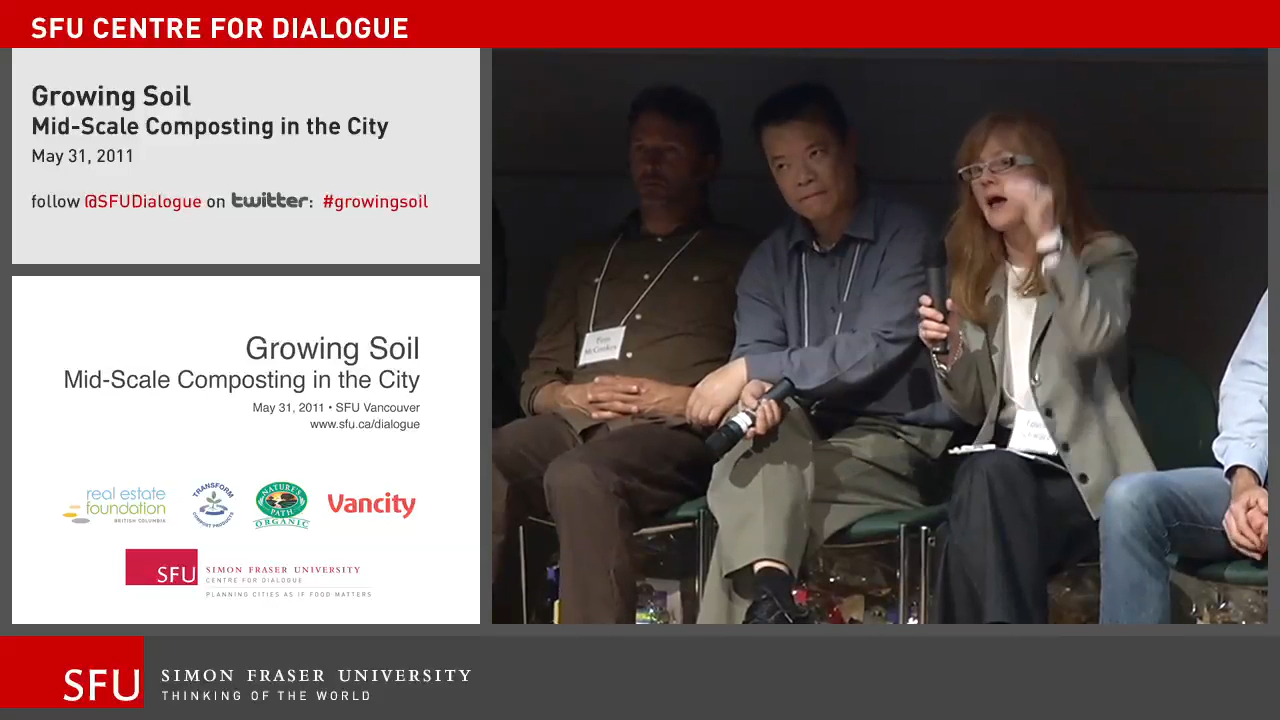 SFU CENTRE FOR DIALOGUE
Growing Soil
Mid-Scale Composting in the City
May 31, 2011
follow @SFUDialogue on twitter: #growingsoil
Growing Soil
Mid-Scale Composting in the City
May 31, 2011 • SFU Vancouver
www.sfu.ca/dialogue
real estate
foundation
BRITISH COLUMBIA
TRANSFORM
COMPOST PRODUCTS
NATURE'S
PATH
ORGANIC
Vancity
SFU
SIMON FRASER UNIVERSITY
CENTRE FOR DIALOGUE
PLANNING CITIES AS IF FOOD MATTERS
SFU
SIMON FRASER UNIVERSITY
THINKING OF THE WORLD